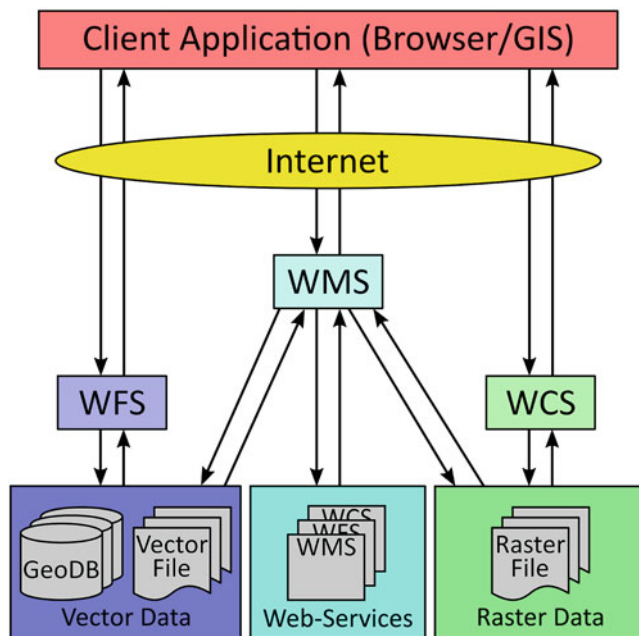 Client Application (Browser/GIS)
Internet
WMS
WFS
WCS
GeoDB
Vector
File
Vector Data
WCS
WFS
WMS
Web-Services
Raster
File
Raster Data